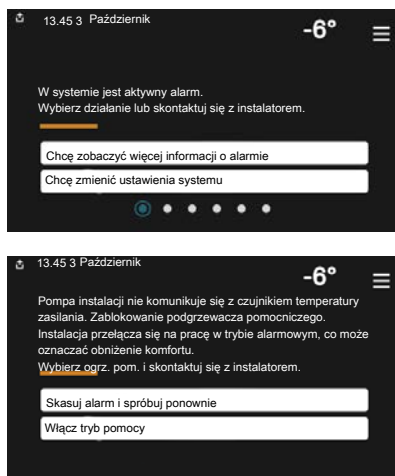 13.45 3 Październik
-6°
W systemie jest aktywny alarm.
Wybierz działanie lub skontaktuj się z instalatorem.
Chcę zobaczyć więcej informacji o alarmie
Chcę zmienić ustawienia systemu
13.45 3 Październik
-6°
Pompa instalacji nie komunikuje się z czujnikiem temperatury
zasilania. Zablokowanie podgrzewacza pomocniczego.
Instalacja przełącza się na pracę w trybie alarmowym, co może
oznaczać obniżenie komfortu.
Wybierz ogrz. pom. i skontaktuj się z instalatorem.
Skasuj alarm i spróbuj ponownie
Włącz tryb pomocy